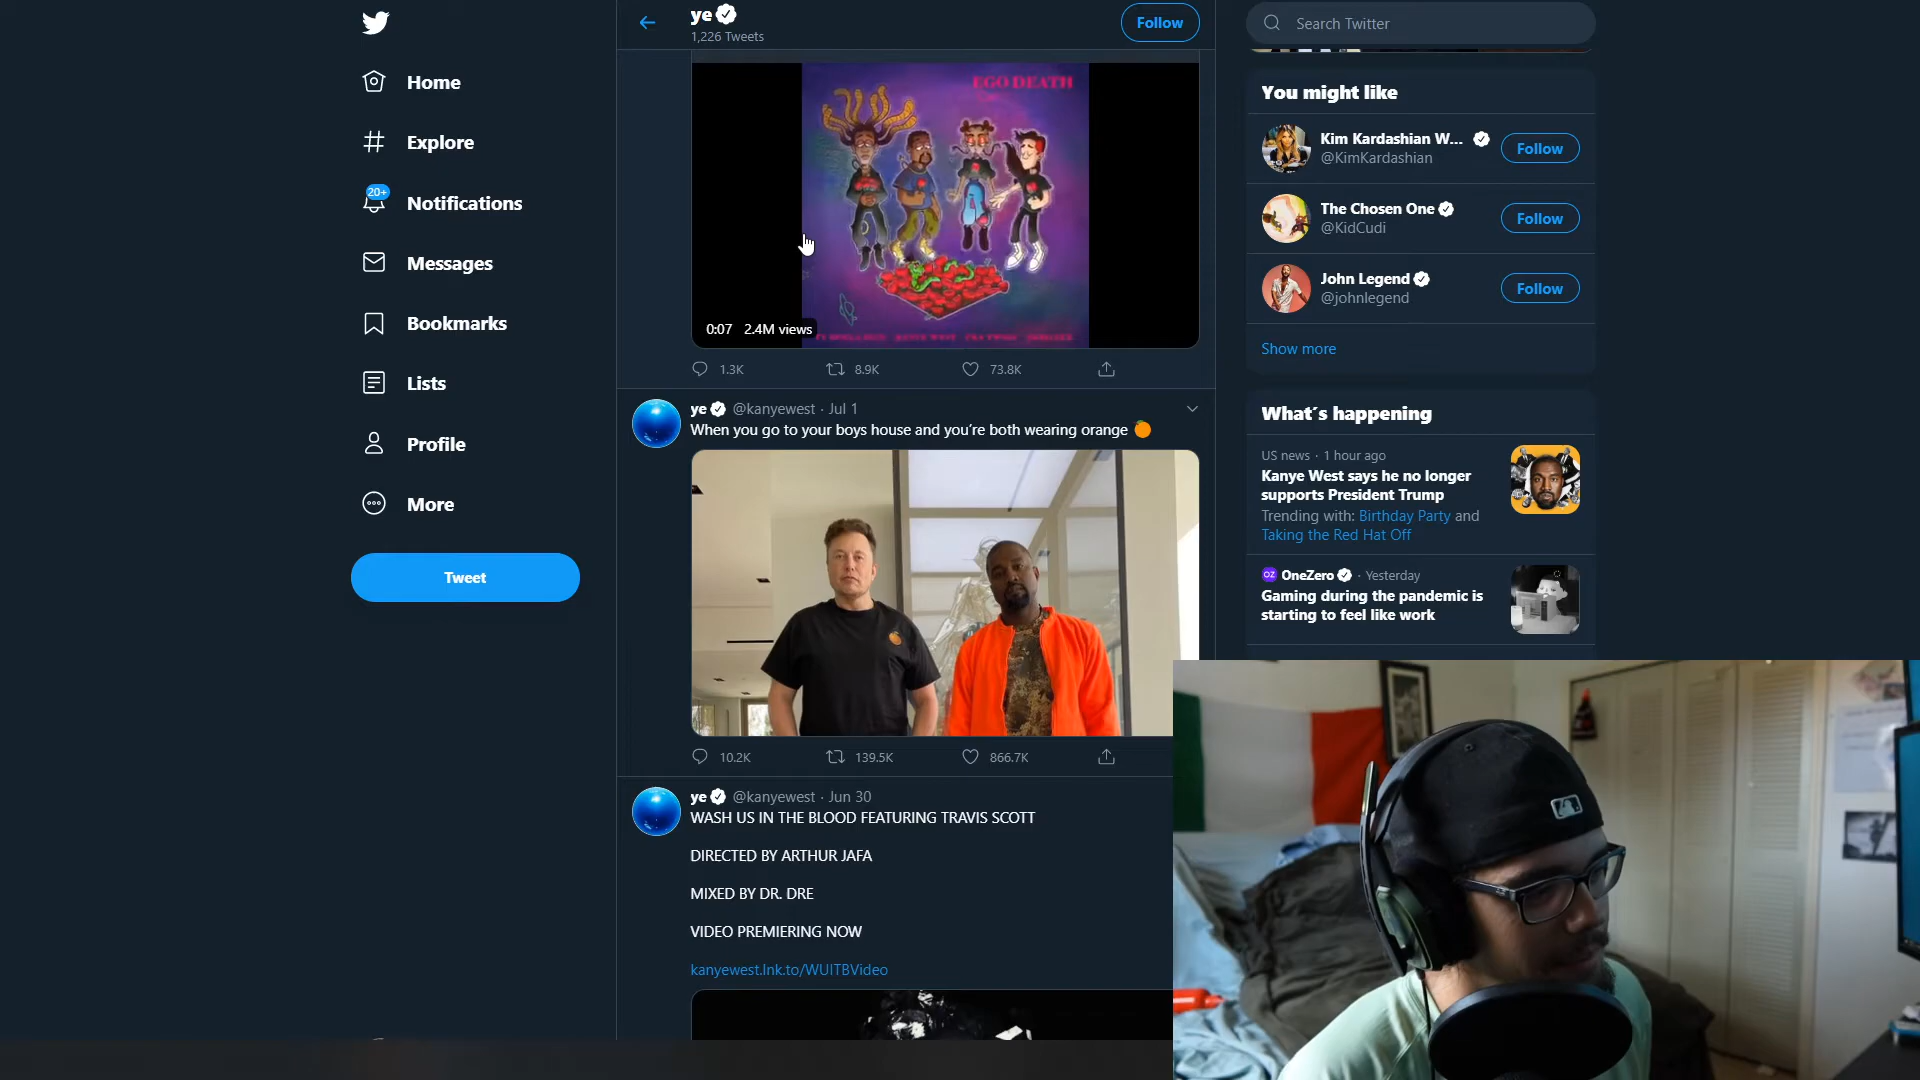 Home
Explore
20+
Notifications
Messages
Bookmarks
Lists
Profile
More
Tweet
ye
1,226 Tweets
Follow
EGO DEATH
0:07 2.4M views
1.3K 8.9K 73.8K
ye @kanyewest · Jul 1
When you go to your boys house and you're both wearing orange
10.2K 139.5K 866.7K
ye @kanyewest · Jun 30
WASH US IN THE BLOOD FEATURING TRAVIS SCOTT
DIRECTED BY ARTHUR JAFA
MIXED BY DR. DRE
VIDEO PREMIERING NOW
kanyewest.lnk.to/WUITBVideo
Search Twitter
You might like
Kim Kardashian W...
@KimKardashian
Follow
The Chosen One
@KidCudi
Follow
John Legend
@johnlegend
Follow
Show more
What´s happening
US news · 1 hour ago
Kanye West says he no longer
supports President Trump
Trending with: Birthday Party and
Taking the Red Hat Off
OZ OneZero · Yesterday
Gaming during the pandemic is
starting to feel like work